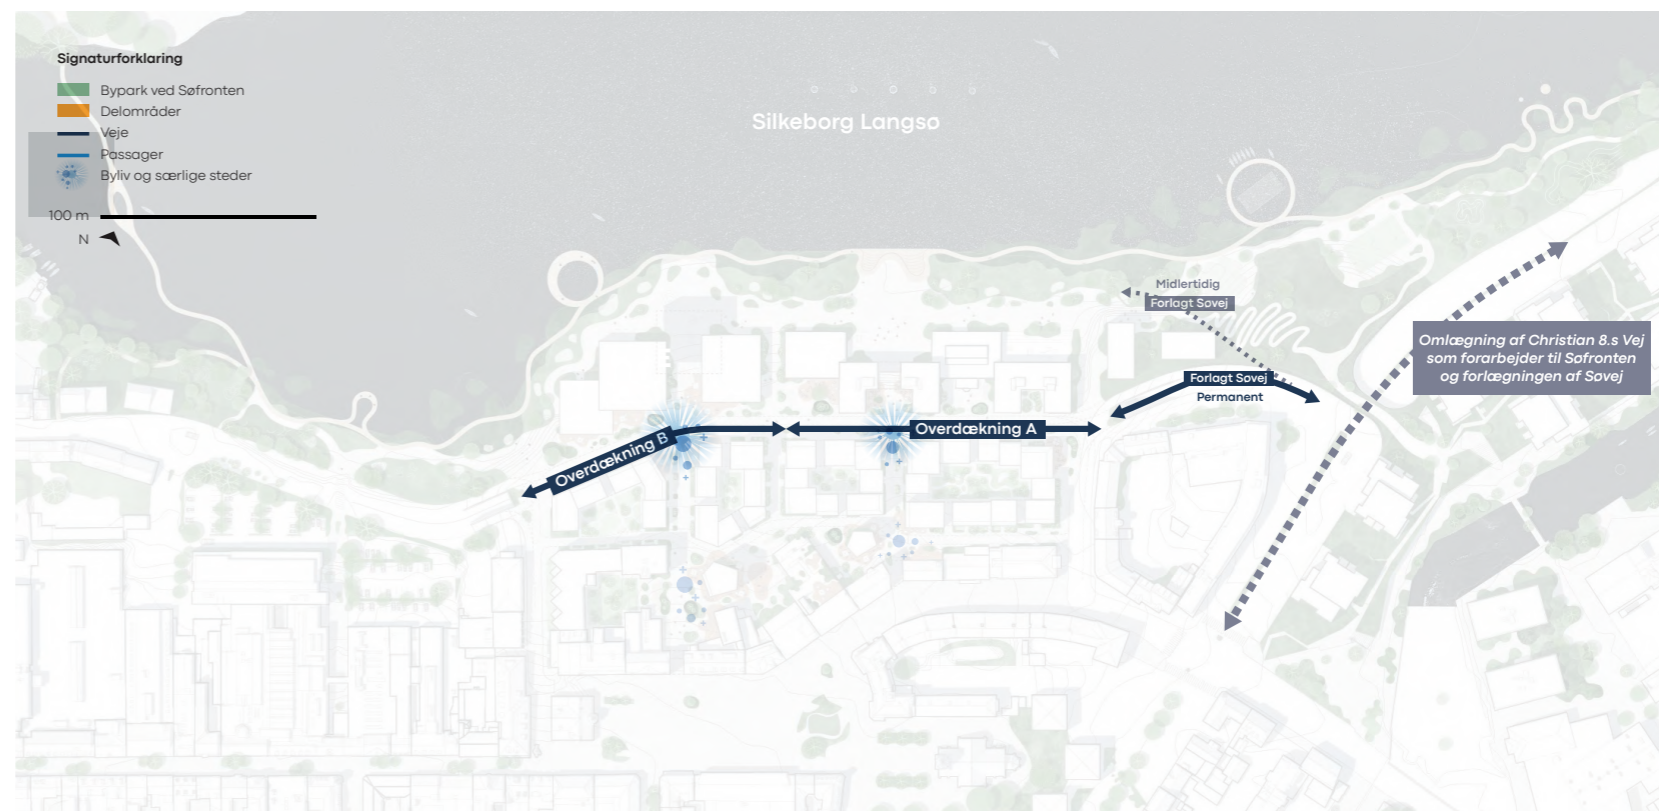 Signaturforklaring
Bypark ved Søfronten
Delområder
Veje
Passager
Byliv og særlige steder
100 m
N
Silkeborg Langsø
Midlertidig
Forlagt Søvej
Omlægning af Christian 8.s Vej
som forarbejder til Søfronten
og forlægningen af Søvej
Forlagt Søvej
Permanent
Overdækning A
Overdækning B